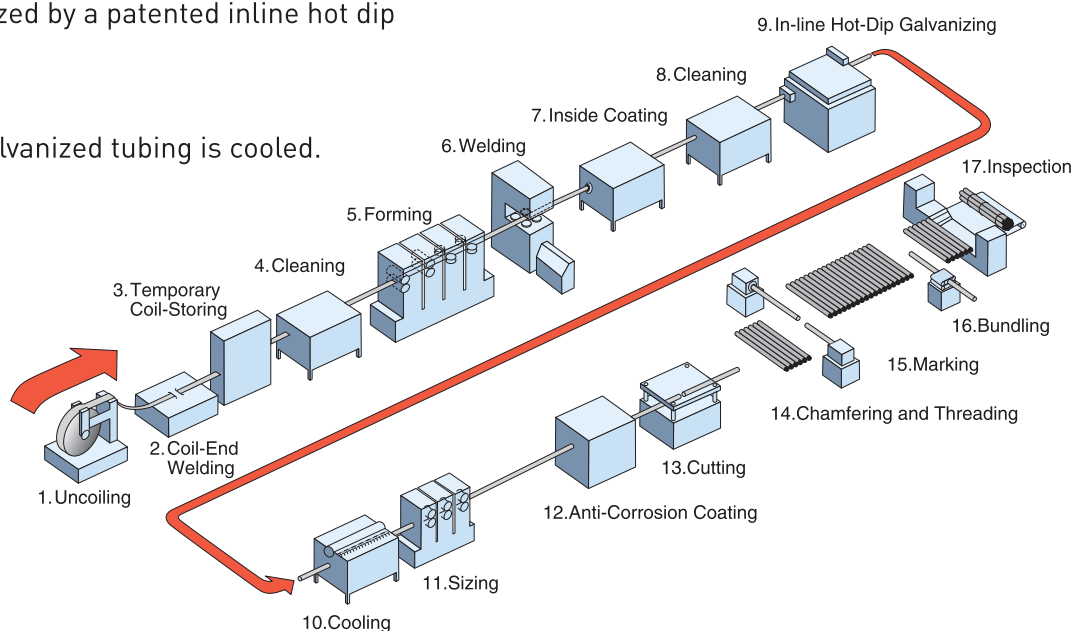 zed by a patented inline hot dip
lvanized tubing is cooled.
1.Uncoiling
2.Coil-End
Welding
3.Temporary
Coil-Storing
4.Cleaning
5.Forming
6.Welding
7.Inside Coating
8.Cleaning
9.In-line Hot-Dip Galvanizing
10.Cooling
11.Sizing
12.Anti-Corrosion Coating
13.Cutting
14.Chamfering and Threading
15.Marking
16.Bundling
17.Inspection